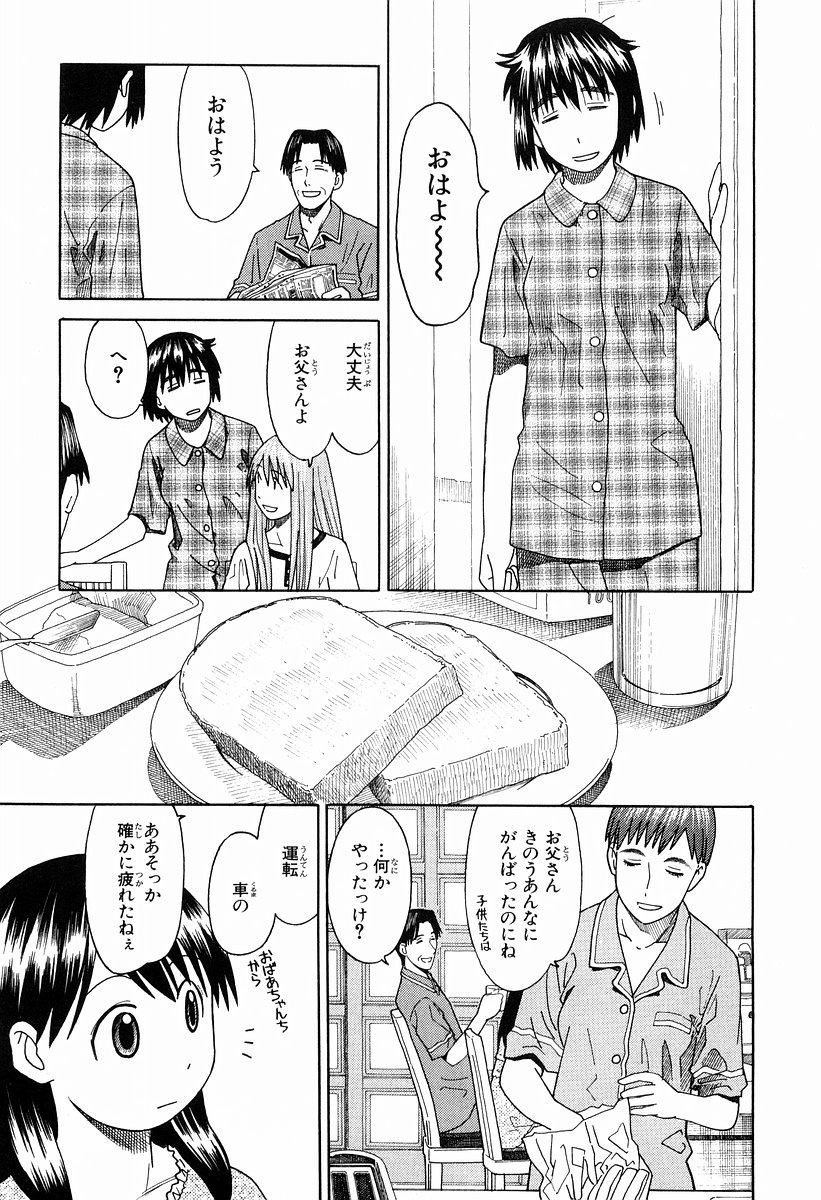 おはよ〜〜〜〜
おはよう
大丈夫
お父さんよ
へ?
お父さん
きのうあんなに
がんばったのにね
子供たちは
…何か
やったっけ?
車の
運転
おばあちゃんち
から
ああそっか
確かに疲れたねぇ